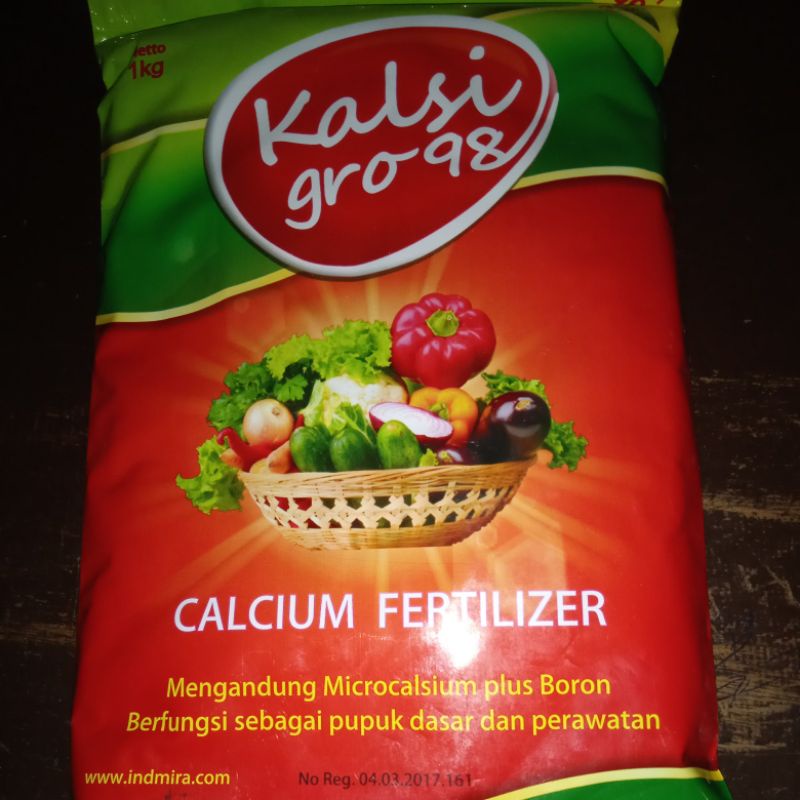 Netto
1kg
Kalsi
gro 98
CALCIUM FERTILIZER
Mengandung Microcalsium plus Boron
Berfungsi sebagai pupuk dasar dan perawatan
www.indmira.com
No Reg. 04.03.2017.161